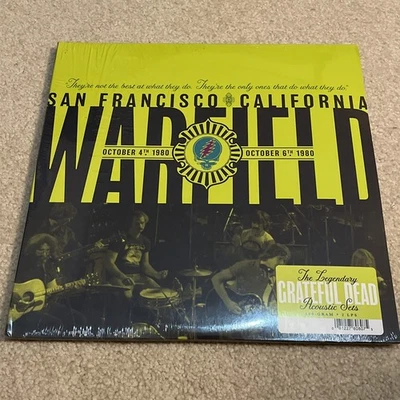 "They're not the best at what they do. They're the only ones that do what they do."
SAN FRANCISCO CALIFORNIA
WARFIELD
OCTOBER 4TH 1980 OCTOBER 6TH 1980
The Legendary
GRATEFUL DEAD
Acoustic Sets